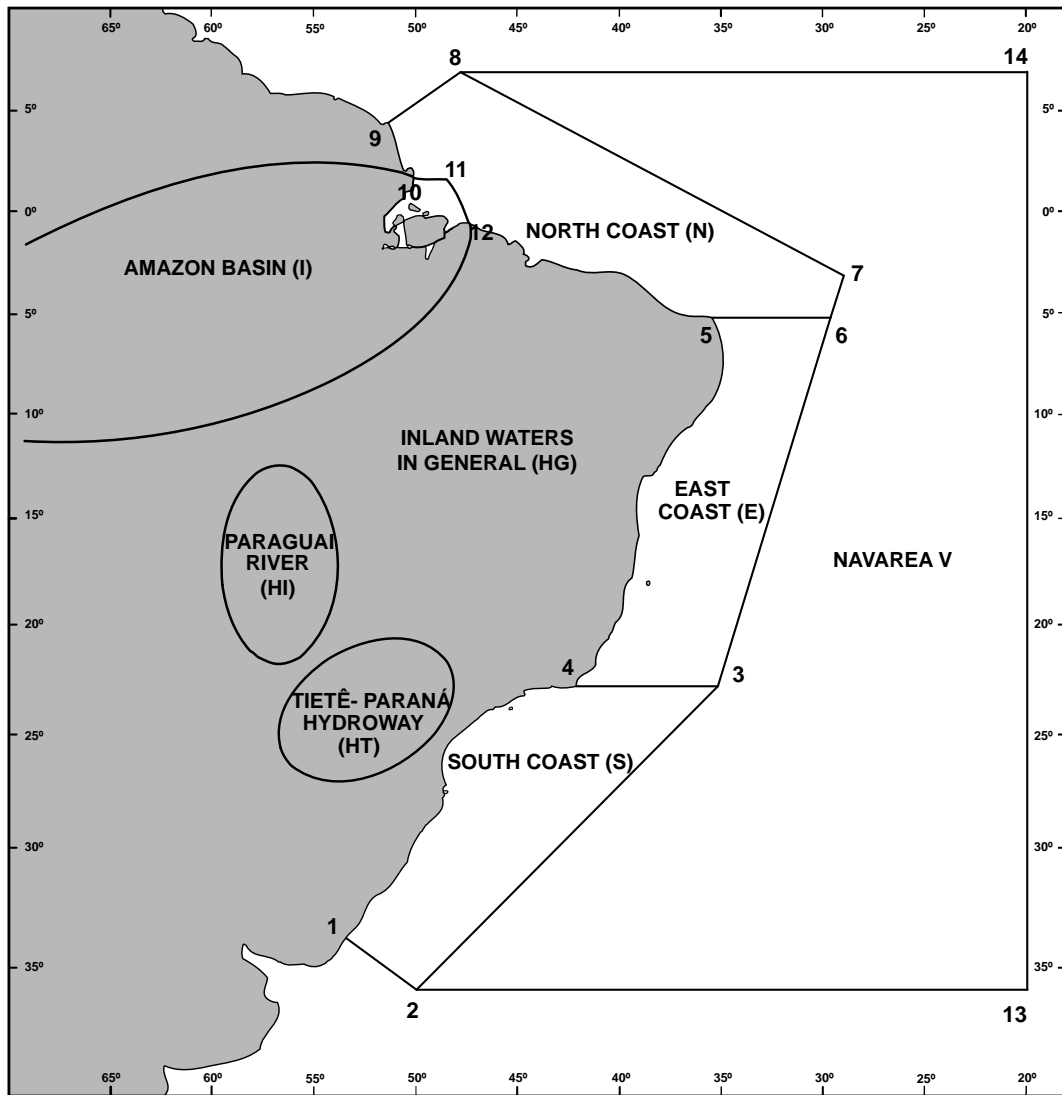 65º 60º 55º 50º 45º 40º 35º 30º 25º 20º
8 14
5º 5º
9
11
10
0º 0º
12
NORTH COAST (N)
AMAZON BASIN (I)
7
5º 5º
5 6
10º 10º
INLAND WATERS
IN GENERAL (HG)
EAST
COAST (E)
15º 15º
PARAGUAI
RIVER
(HI)
NAVAREA V
20º 20º
4 3
TIETÊ- PARANÁ
HYDROWAY
(HT)
25º 25º
SOUTH COAST (S)
30º 30º
1
35º 35º
2 13
65º 60º 55º 50º 45º 40º 35º 30º 25º 20º